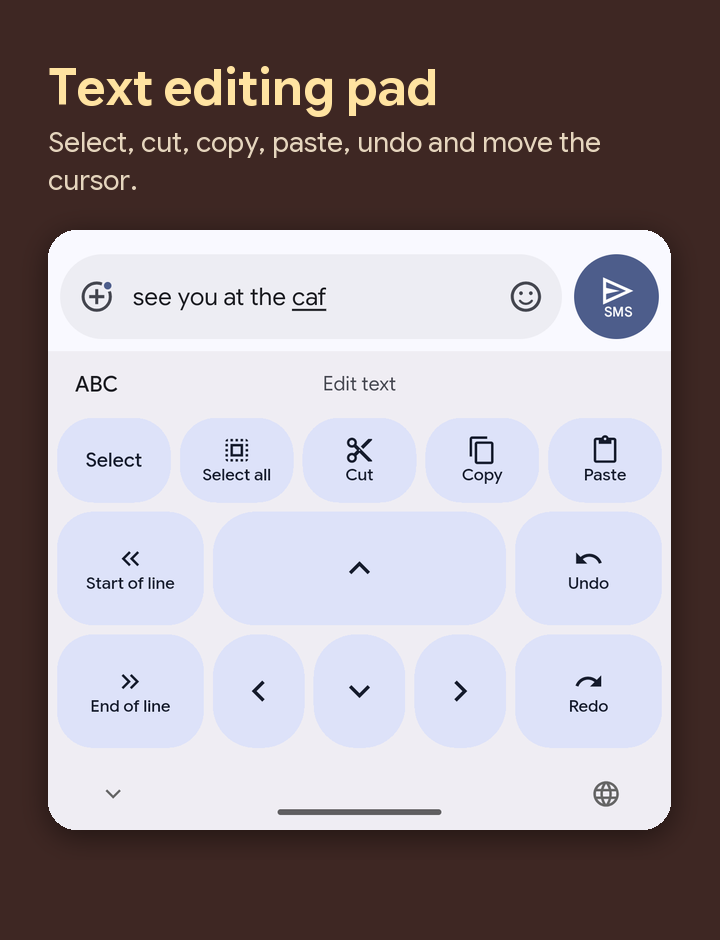 Text editing pad
Select, cut, copy, paste, undo and move the
cursor.
see you at the caf
SMS
ABC
Edit text
Select
Select all
Cut
Copy
Paste
Start of line
Undo
End of line
Redo